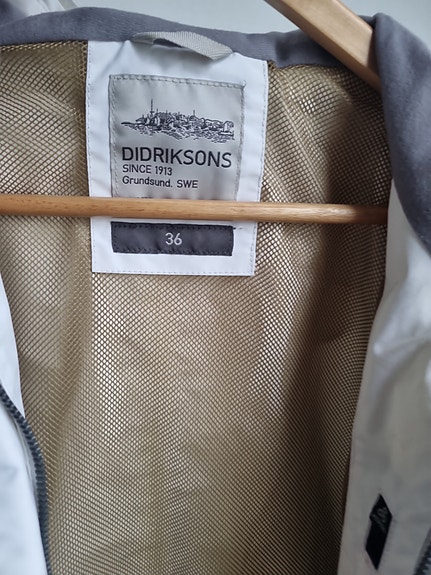 DIDRIKSONS
SINCE 1913
Grundsund. SWE
36